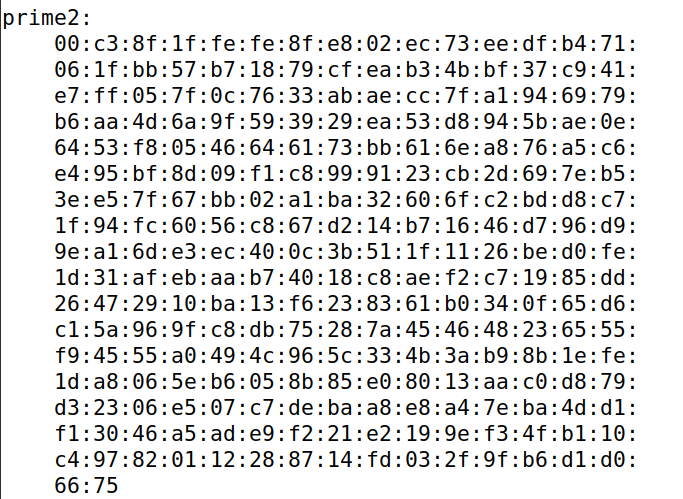 prime2:
00:c3:8f:1f:fe:fe:8f:e8:02:ec:73:ee:df:b4:71:
06:1f:bb:57:b7:18:79:cf:ea:b3:4b:bf:37:c9:41:
e7:ff:05:7f:0c:76:33:ab:ae:cc:7f:a1:94:69:79:
b6:aa:4d:6a:9f:59:39:29:ea:53:d8:94:5b:ae:0e:
64:53:f8:05:46:64:61:73:bb:61:6e:a8:76:a5:c6:
e4:95:bf:8d:09:f1:c8:99:91:23:cb:2d:69:7e:b5:
3e:e5:7f:67:bb:02:a1:ba:32:60:6f:c2:bd:d8:c7:
1f:94:fc:60:56:c8:67:d2:14:b7:16:46:d7:96:d9:
9e:a1:6d:e3:ec:40:0c:3b:51:1f:11:26:be:d0:fe:
1d:31:af:eb:aa:b7:40:18:c8:ae:f2:c7:19:85:dd:
26:47:29:10:ba:13:f6:23:83:61:b0:34:0f:65:d6:
c1:5a:96:9f:c8:db:75:28:7a:45:46:48:23:65:55:
f9:45:55:a0:49:4c:96:5c:33:4b:3a:b9:8b:1e:fe:
1d:a8:06:5e:b6:05:8b:85:e0:80:13:aa:c0:d8:79:
d3:23:06:e5:07:c7:de:ba:a8:e8:a4:7e:ba:4d:d1:
f1:30:46:a5:ad:e9:f2:21:e2:19:9e:f3:4f:b1:10:
c4:97:82:01:12:28:87:14:fd:03:2f:9f:b6:d1:d0:
66:75